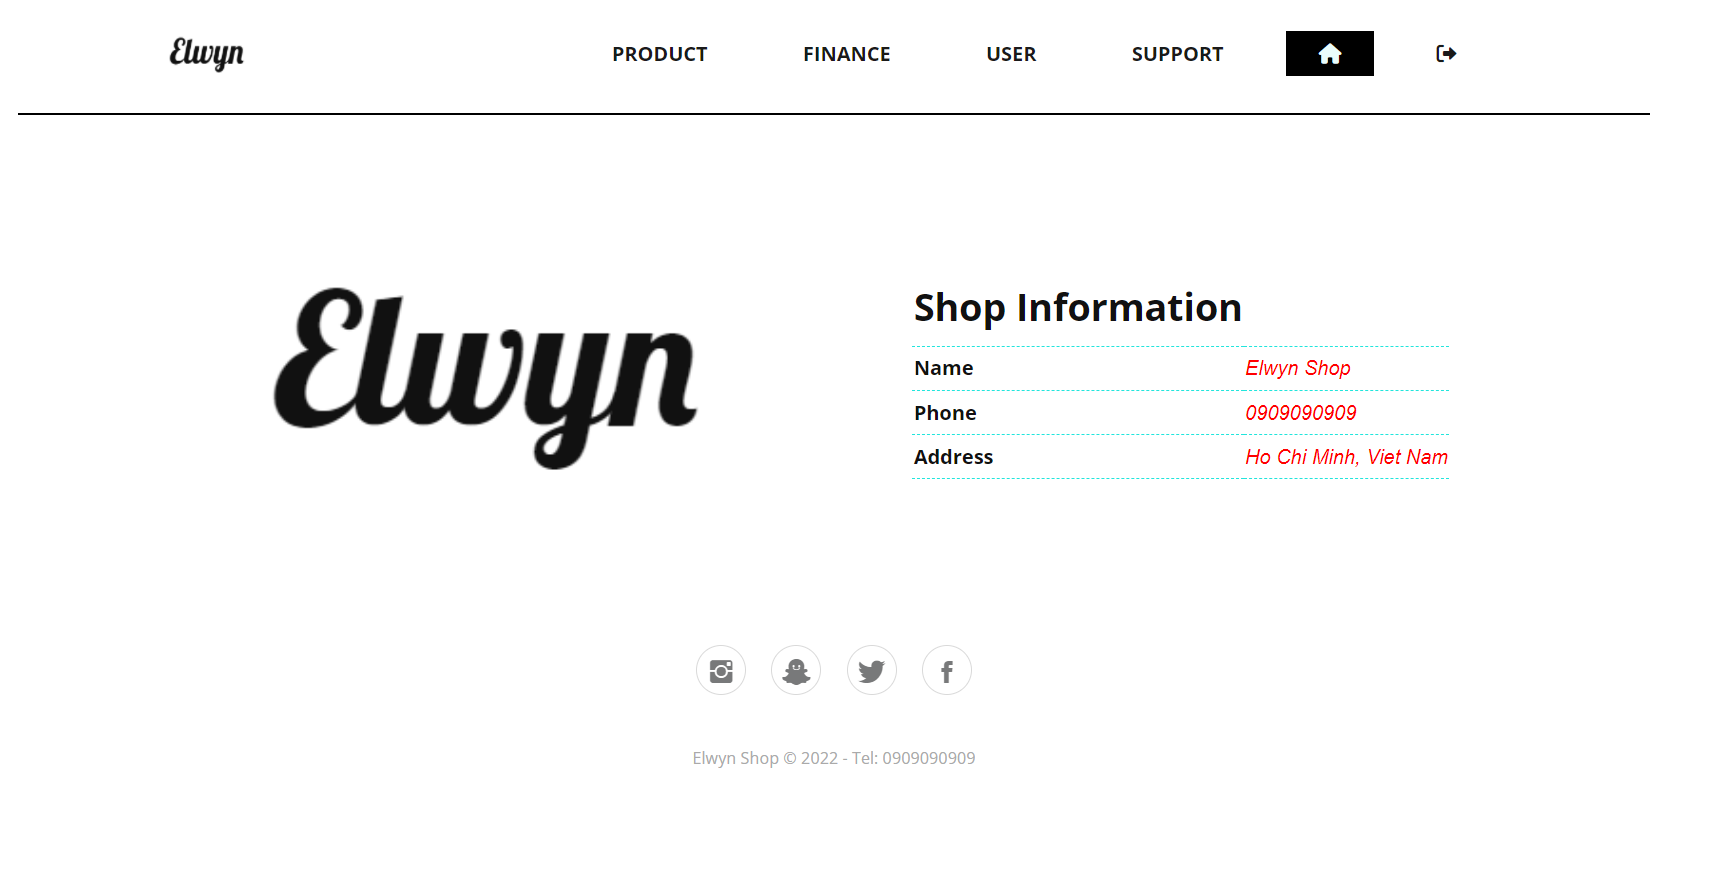 Elwyn PRODUCT FINANCE USER SUPPORT
Elwyn
Shop Information
Name Elwyn Shop
Phone 0909090909
Address Ho Chi Minh, Viet Nam
Elwyn Shop © 2022 - Tel: 0909090909